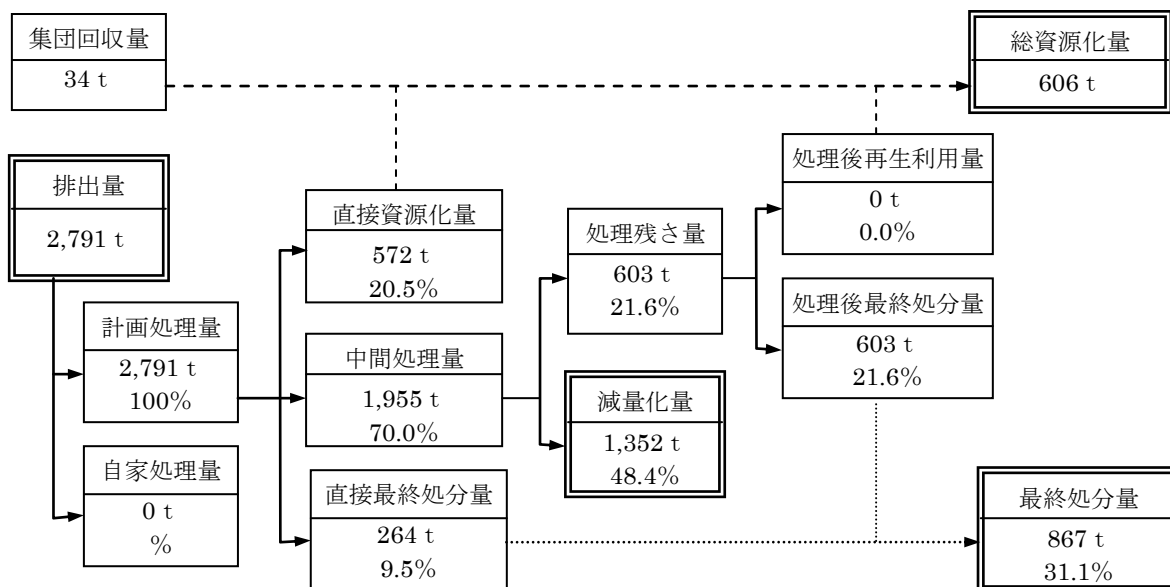 集団回収量
34 t
総資源化量
606 t
排出量
2,791 t
計画処理量
2,791 t
100%
自家処理量
0 t
%
直接資源化量
572 t
20.5%
中間処理量
1,955 t
70.0%
直接最終処分量
264 t
9.5%
処理残さ量
603 t
21.6%
減量化量
1,352 t
48.4%
処理後再生利用量
0 t
0.0%
処理後最終処分量
603 t
21.6%
最終処分量
867 t
31.1%